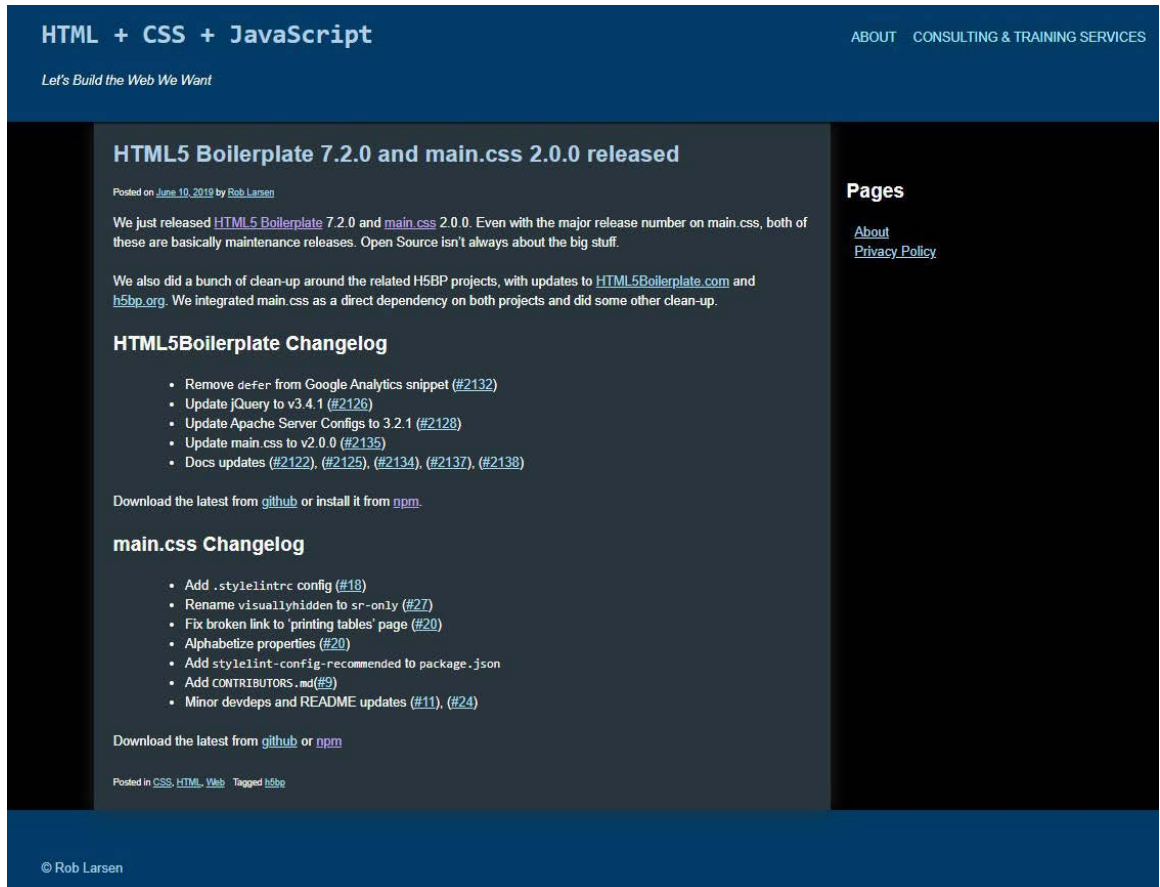 HTML + CSS + JavaScript
ABOUT CONSULTING & TRAINING SERVICES
Let's Build the Web We Want
HTML5 Boilerplate 7.2.0 and main.css 2.0.0 released
Posted on June 10, 2019 by Rob Larsen
We just released HTML5 Boilerplate 7.2.0 and main.css 2.0.0. Even with the major release number on main.css, both of
these are basically maintenance releases. Open Source isn't always about the big stuff.
We also did a bunch of clean-up around the related H5BP projects, with updates to HTML5Boilerplate.com and
h5bp.org. We integrated main.css as a direct dependency on both projects and did some other clean-up.
HTML5Boilerplate Changelog
• Remove defer from Google Analytics snippet (#2132)
• Update jQuery to v3.4.1 (#2126)
• Update Apache Server Configs to 3.2.1 (#2128)
• Update main.css to v2.0.0 (#2135)
• Docs updates (#2122), (#2125), (#2134), (#2137), (#2138)
Download the latest from github or install it from npm.
main.css Changelog
• Add .stylelintrc config (#18)
• Rename visuallyhidden to sr-only (#27)
• Fix broken link to 'printing tables' page (#20)
• Alphabetize properties (#20)
• Add stylelint-config-recommended to package.json
• Add CONTRIBUTORS.md(#9)
• Minor devdeps and README updates (#11), (#24)
Download the latest from github or npm
Posted in CSS, HTML, Web Tagged h5bp
Pages
About
Privacy Policy
© Rob Larsen